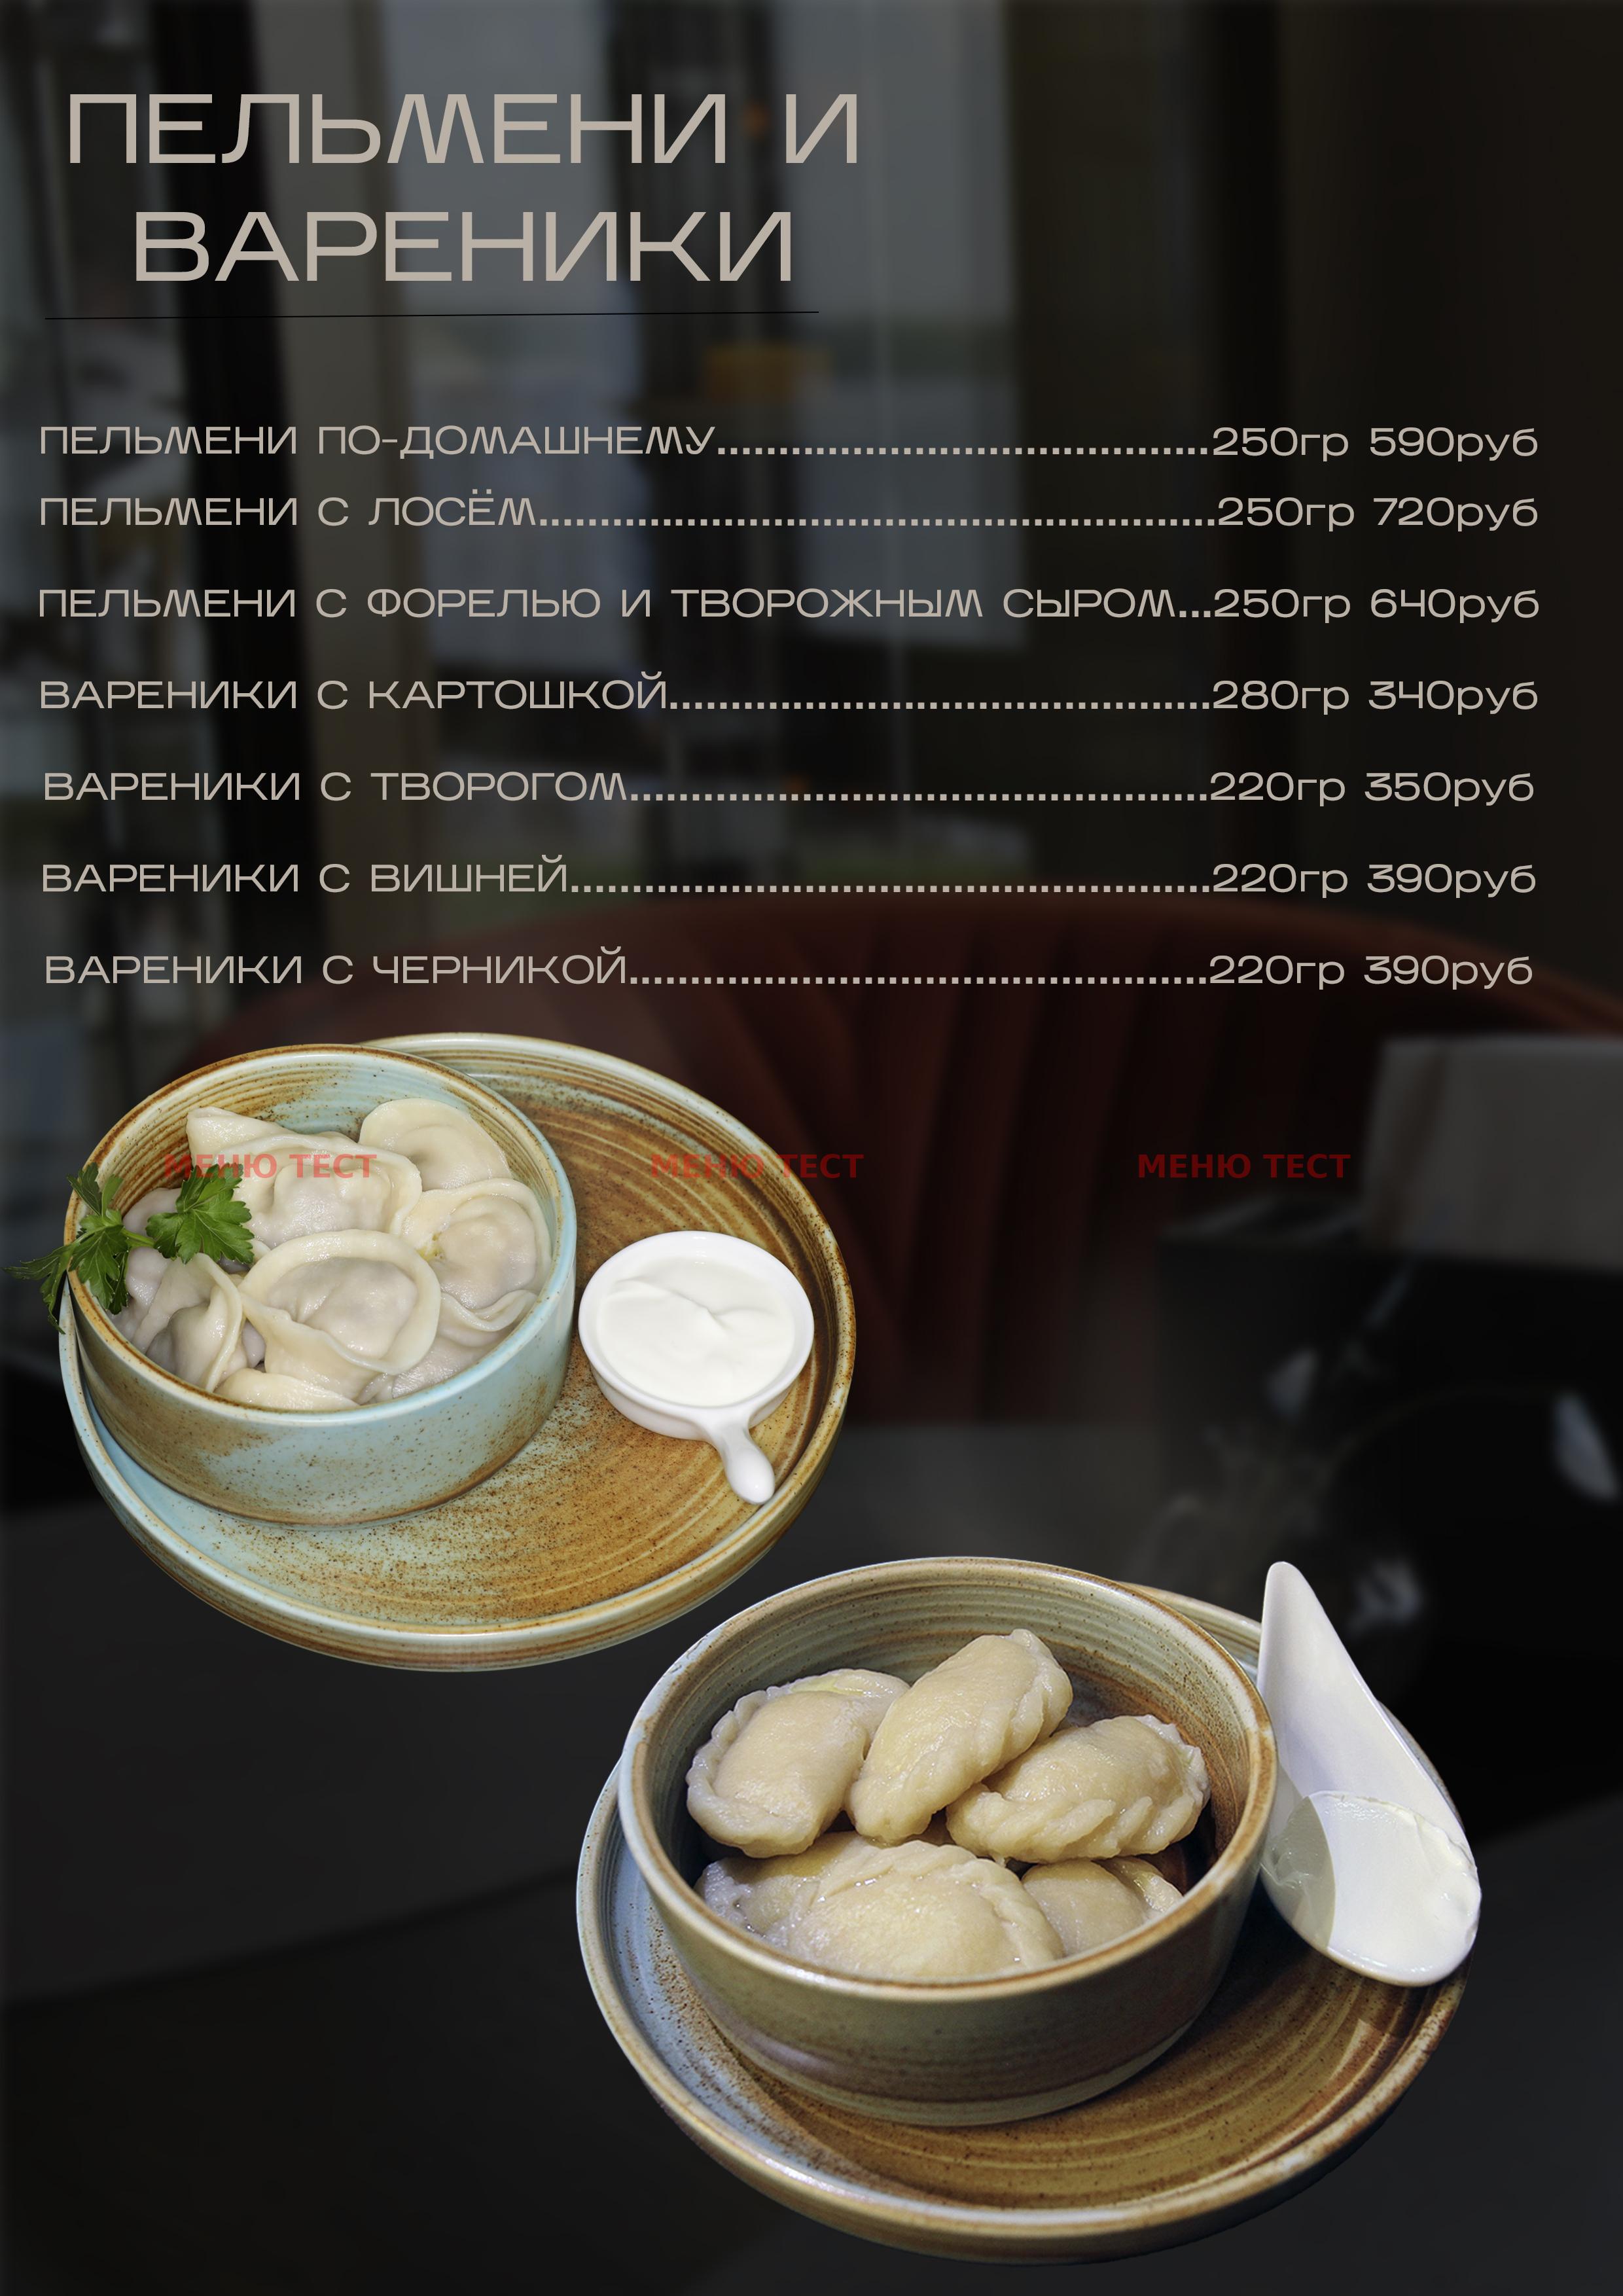 ПЕЛЬМЕНИ И
ВАРЕНИКИ
ПЕЛЬМЕНИ ПО-ДОМАШНЕМУ........................................250гр 590руб
ПЕЛЬМЕНИ С ЛОСЁМ.......................................................250гр 720руб
ПЕЛЬМЕНИ С ФОРЕЛЬЮ И ТВОРОЖНЫМ СЫРОМ...250гр 640руб
ВАРЕНИКИ С КАРТОШКОЙ............................................280гр 340руб
ВАРЕНИКИ С ТВОРОГОМ...............................................220гр 350руб
ВАРЕНИКИ С ВИШНЕЙ....................................................220гр 390руб
ВАРЕНИКИ С ЧЕРНИКОЙ...............................................220гр 390руб
МЕНЮ ТЕСТ МЕНЮ ТЕСТ МЕНЮ ТЕСТ